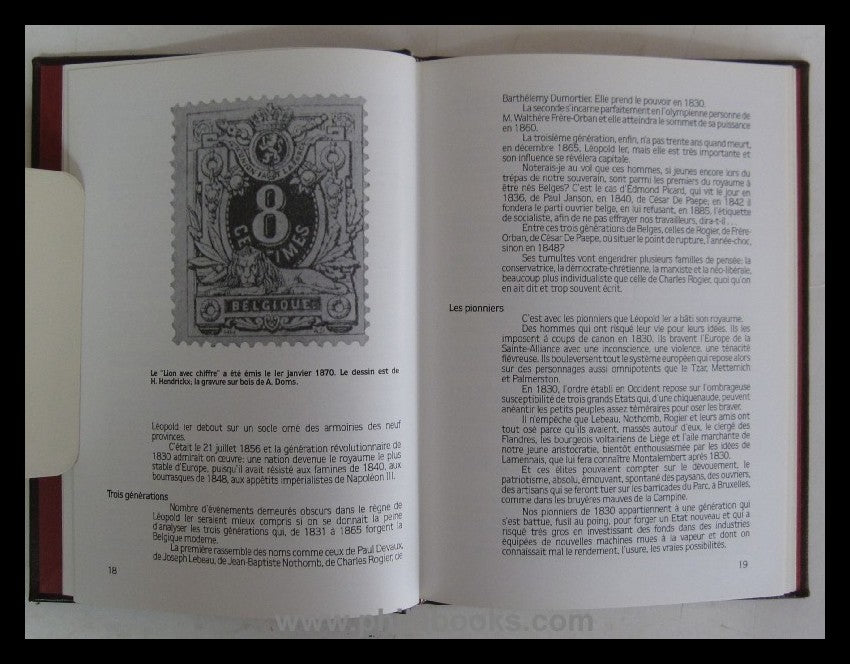 8
CENTIMES
BELGIQUE
Le "Lion avec chiffre" a été émis le Ier janvier 1870. Le dessin est de
H. Hendrickx; la gravure sur bois de A. Doms.
Léopold Ier debout sur un socle orné des armoiries des neuf
provinces.
C'était le 21 juillet 1856 et la génération révolutionnaire de
1830 admirait on œuvre: une nation devenue le royaume le plus
stable d'Europe, puisqu'il avait résisté aux famines de 1840, aux
bourrasques de 1848, aux appétits impérialistes de Napoléon III.
Trois générations
Nombre d'événements demeurés obscurs dans le règne de
Léopold Ier seraient mieux compris si on se donnait la peine
d'analyser les trois générations qui, de 1831 à 1865 forgent la
Belgique moderne.
La première rassemble des noms comme ceux de Paul Devaux,
de Joseph Lebeau, de Jean-Baptiste Nothomb, de Charles Rogier, de
18
Barthélemy Dumortier. Elle prend le pouvoir en 1830.
La seconde s'incarne parfaitement en l'olympienne personne de
M. Walthère Frère-Orban et elle atteindra le sommet de sa puissance
en 1860.
La troisième génération, enfin, n'a pas trente ans quand meurt,
en décembre 1865, Léopold Ier, mais elle est très importante et
son influence se révélera capitale.
Noterais-je au vol que ces hommes, si jeunes encore lors du
trépas de notre souverain, sont parmi les premiers du royaume à
être nés Belges? C'est le cas d'Edmond Picard, qui vit le jour en
1836, de Paul Janson, en 1840, de César De Paepe, en 1842 il
fondera le parti ouvrier belge, en lui refusant, en 1885, l'étiquette
de socialiste, afin de ne pas effrayer nos travailleurs, dira-t-il...
Entre ces trois générations de Belges, celles de Rogier, de Frère-
Orban, de César De Paepe, où situer le point de rupture, l'année-choc,
sinon en 1848?
Ses tumultes vont engendrer plusieurs familles de pensée: la
conservatrice, la démocrate-chrétienne, la marxiste et la néo-libérale,
beaucoup plus individualiste que celle de Charles Rogier, quoi qu'on
en ait dit et trop souvent écrit.
Les pionniers
C'est avec les pionniers que Léopold Ier a bâti son royaume.
Des hommes qui ont risqué leur vie pour leurs idées. Ils les
imposent à coups de canon en 1830. Ils bravent l'Europe de la
Sainte-Alliance avec une inconscience, une violence, une ténacité
fiévreuse. Ils bouleversent tout le système européen qui repose alors
sur des personnages aussi omnipotents que le Tzar, Metternich
et Palmerston.
En 1830, l'ordre établi en Occident repose sur l'ombrageuse
susceptibilité de trois grands Etats qui, d'une chiquenaude, peuvent
anéantir les petits peuples assez téméraires pour oser les braver.
Il n'empêche que Lebeau, Nothomb, Rogier et leurs amis ont
tout osé parce qu'ils avaient, massés autour d'eux, le clergé des
Flandres, les bourgeois voltairiens de Liège et l'aile marchante de
notre jeune aristocratie, bientôt enthousiasmée par les idées de
Lamennais, que lui fera connaître Montalembert après 1830.
Et ces élites pouvaient compter sur le dévouement, le
patriotisme, absolu, émouvant, spontané des paysans, des ouvriers,
des artisans qui se feront tuer sur les barricades du Parc, à Bruxelles,
comme dans les bruyères mauves de la Campine.
Nos pionniers de 1830 appartiennent à une génération qui
s'est battue, fusil au poing, pour forger un Etat nouveau et qui a
risqué très gros en investissant des fonds dans des industries
équipées de nouvelles machines mues à la vapeur et dont on
connaissait mal le rendement, l'usure, les vraies possibilités.
19
www.philabooks.com